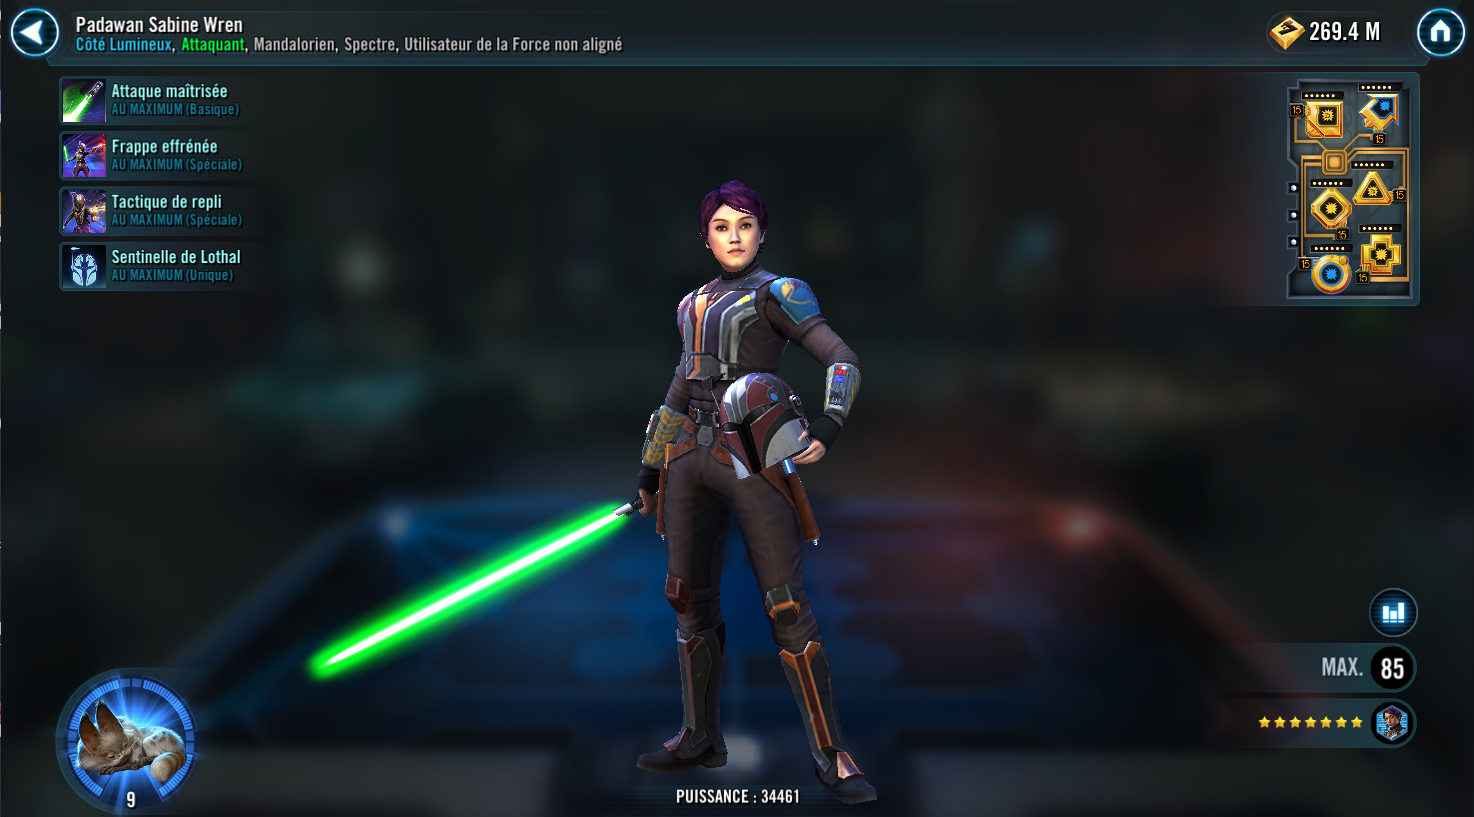 Padawan Sabine Wren
Côté Lumineux, Attaquant, Mandalorien, Spectre, Utilisateur de la Force non aligné
269.4 M
Attaque maîtrisée
AU MAXIMUM (Basique)
Frappe effrénée
AU MAXIMUM (Spéciale)
Tactique de repli
AU MAXIMUM (Spéciale)
Sentinelle de Lothal
AU MAXIMUM (Unique)
15
15
15
15
15
15
MAX. 85
9
PUISSANCE : 34461